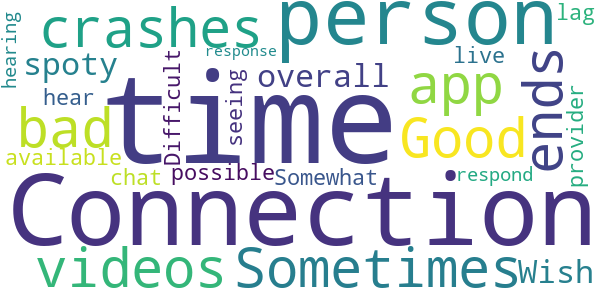 crashes person lag
hearing response
spoty live
hear overall
time app ends
bad Difficult seeing Good provider
available
chat possible Somewhat respond
Connection
videos Sometimes Wish